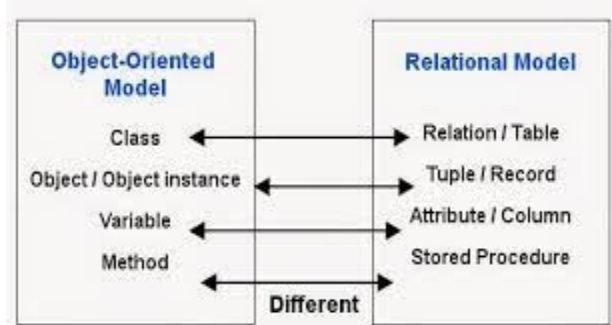 Object-Oriented
Model
Class
Object / Object instance
Variable
Method
Relational Model
Relation / Table
Tuple / Record
Attribute / Column
Stored Procedure
Different